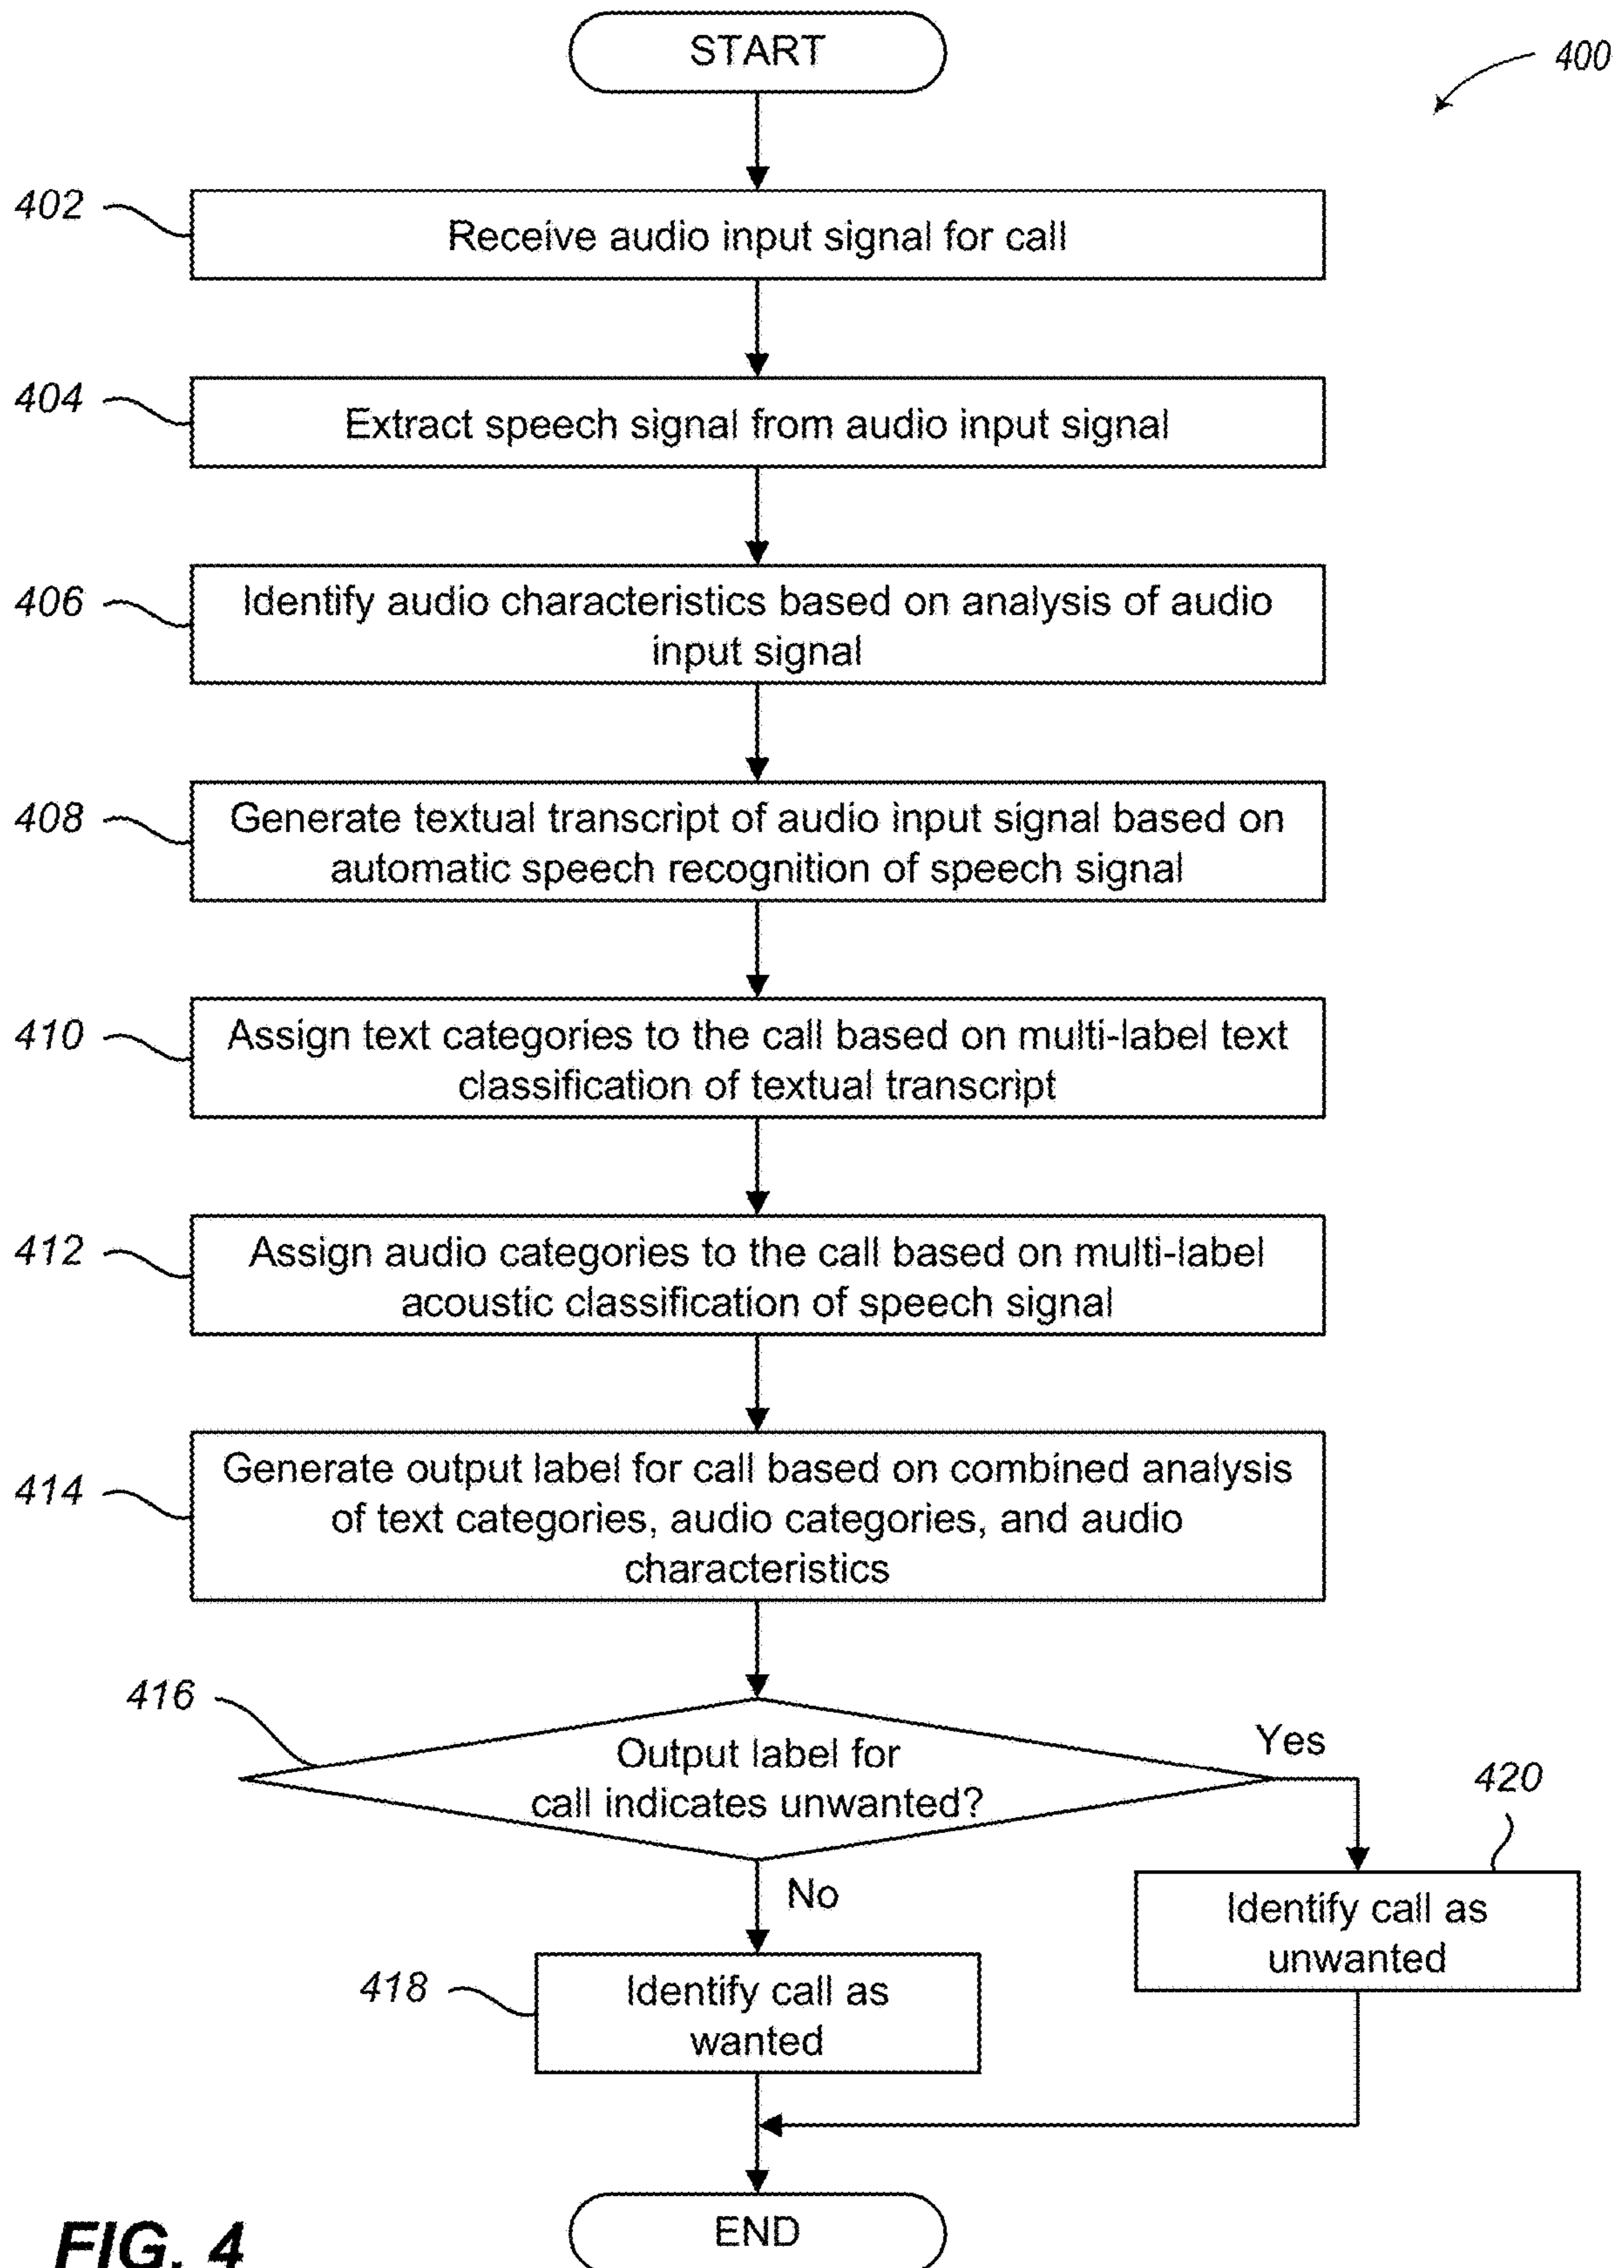 START
400
402
Receive audio input signal for call
404
Extract speech signal from audio input signal
406
Identify audio characteristics based on analysis of audio
input signal
408
Generate textual transcript of audio input signal based on
automatic speech recognition of speech signal
410
Assign text categories to the call based on multi-label text
classification of textual transcript
412
Assign audio categories to the call based on multi-label
acoustic classification of speech signal
414
Generate output label for call based on combined analysis
of text categories, audio categories, and audio
characteristics
416
Output label for
call indicates unwanted?
Yes
420
Identify call as
unwanted
No
418
Identify call as
wanted
END
FIG. 4